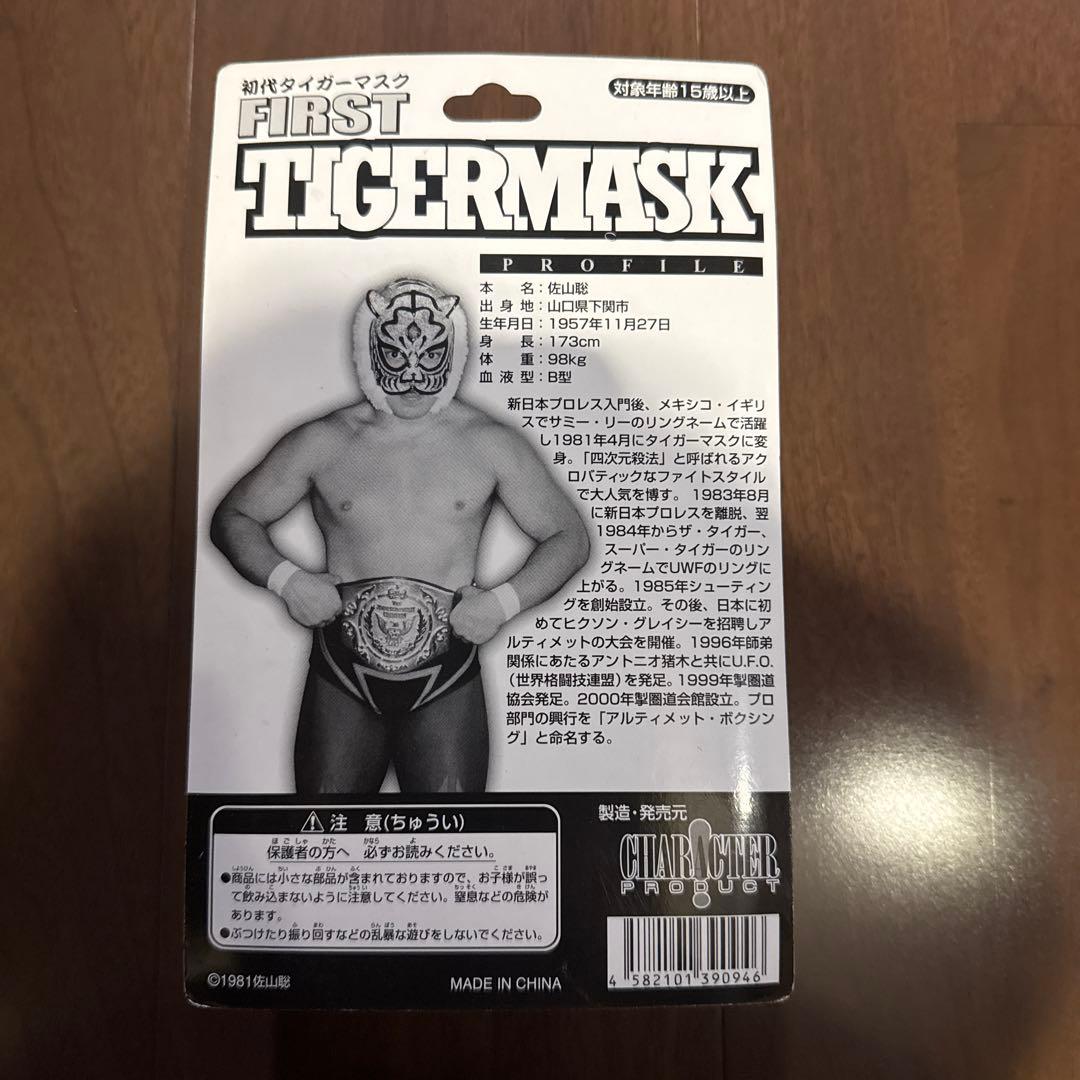 初代タイガーマスク
対象年齢15歳以上
FIRST
TIGERMASK
PROFILE
本名：佐山聡
出身地：山口県下関市
生年月日：1957年11月27日
身長：173cm
体重：98kg
血液型：B型
新日本プロレス入門後、メキシコ・イギリ
スでサミー・リーのリングネームで活躍
し1981年4月にタイガーマスクに変
身。「四次元殺法」と呼ばれるアク
ロバティックなファイトスタイル
で大人気を博す。1983年8月
に新日本プロレスを離脱、翌
1984年からザ・タイガー、
スーパー・タイガーのリン
グネームでUWFのリングに
上がる。1985年シューティン
グを創始設立。その後、日本に初
めてヒクソン・グレイシーを招聘しア
ルティメットの大会を開催。1996年師弟
関係にあたるアントニオ猪木と共にU.F.O.
（世界格闘技連盟）を発足。1999年掣圏道
協会発足。2000年掣圏道会館設立。プロ
部門の興行を「アルティメット・ボクシン
グ」と命名する。
注意(ちゅうい)
保護者の方へ 必ずお読みください。
●商品には小さな部品が含まれておりますので、お子様が誤っ
て飲み込まないように注意してください。窒息などの危険が
あります。
●ぶつけたり振り回すなどの乱暴な遊びをしないでください。
製造・発売元
CHARACTER
PRODUCT
4 582101 390946
©1981佐山聡
MADE IN CHINA